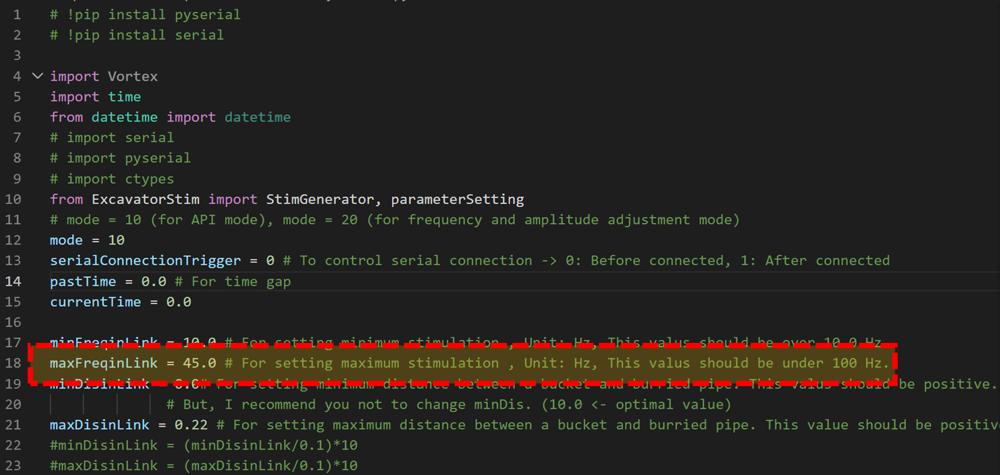 1 # !pip install pyserial
2 # !pip install serial
3
4 import Vortex
5 import time
6 from datetime import datetime
7 # import serial
8 # import pyserial
9 # import ctypes
10 from ExcavatorStim import StimGenerator, parameterSetting
11 # mode = 10 (for API mode), mode = 20 (for frequency and amplitude adjustment mode)
12 mode = 10
13 serialConnectionTrigger = 0 # To control serial connection -> 0: Before connected, 1: After connected
14 pastTime = 0.0 # For time gap
15 currentTime = 0.0
16
17 minFreqinLink = 10.0 # For setting minimum stimulation , Unit: Hz, This valus should be over 10.0 Hz
18 maxFreqinLink = 45.0 # For setting maximum stimulation , Unit: Hz, This valus should be under 100 Hz.
19 minDisinLink = 0.0# For setting minimum distance between a bucket and burried pipe. This valus should be positive.
20 # But, I recommend you not to change minDis. (10.0 <- optimal value)
21 maxDisinLink = 0.22 # For setting maximum distance between a bucket and burried pipe. This value should be positiv
22 #minDisinLink = (minDisinLink/0.1)*10
23 #maxDisinLink = (maxDisinLink/0.1)*10